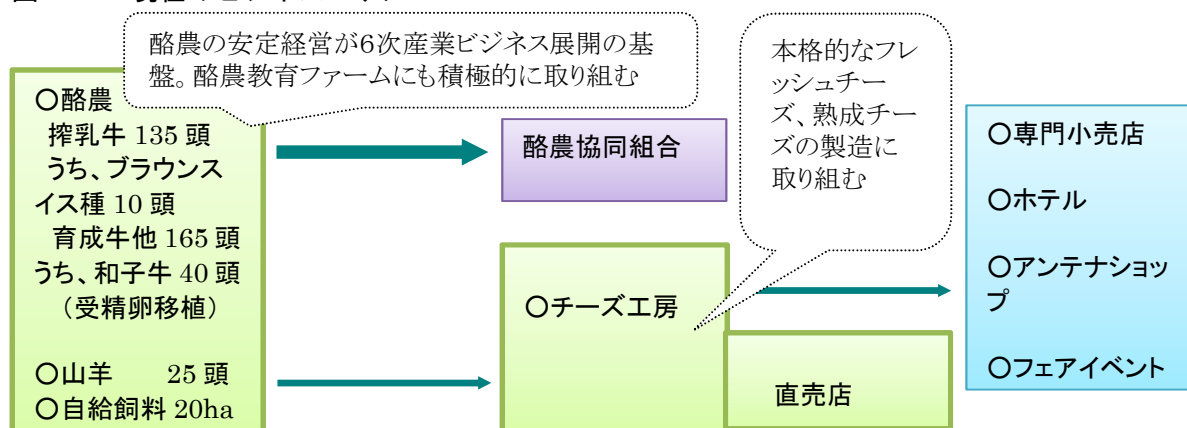 酪農の安定経営が6次産業ビジネス展開の基
盤。酪農教育ファームにも積極的に取り組む
本格的なフレ
ッシュチー
ズ、熟成チー
ズの製造に
取り組む
〇酪農
搾乳牛 135 頭
うち、ブラウンス
イス種 10 頭
育成牛他 165 頭
うち、和子牛 40 頭
（受精卵移植）
〇山羊 25 頭
〇自給飼料 20ha
酪農協同組合
〇チーズ工房
直売店
〇専門小売店
〇ホテル
〇アンテナショッ
プ
〇フェアイベント